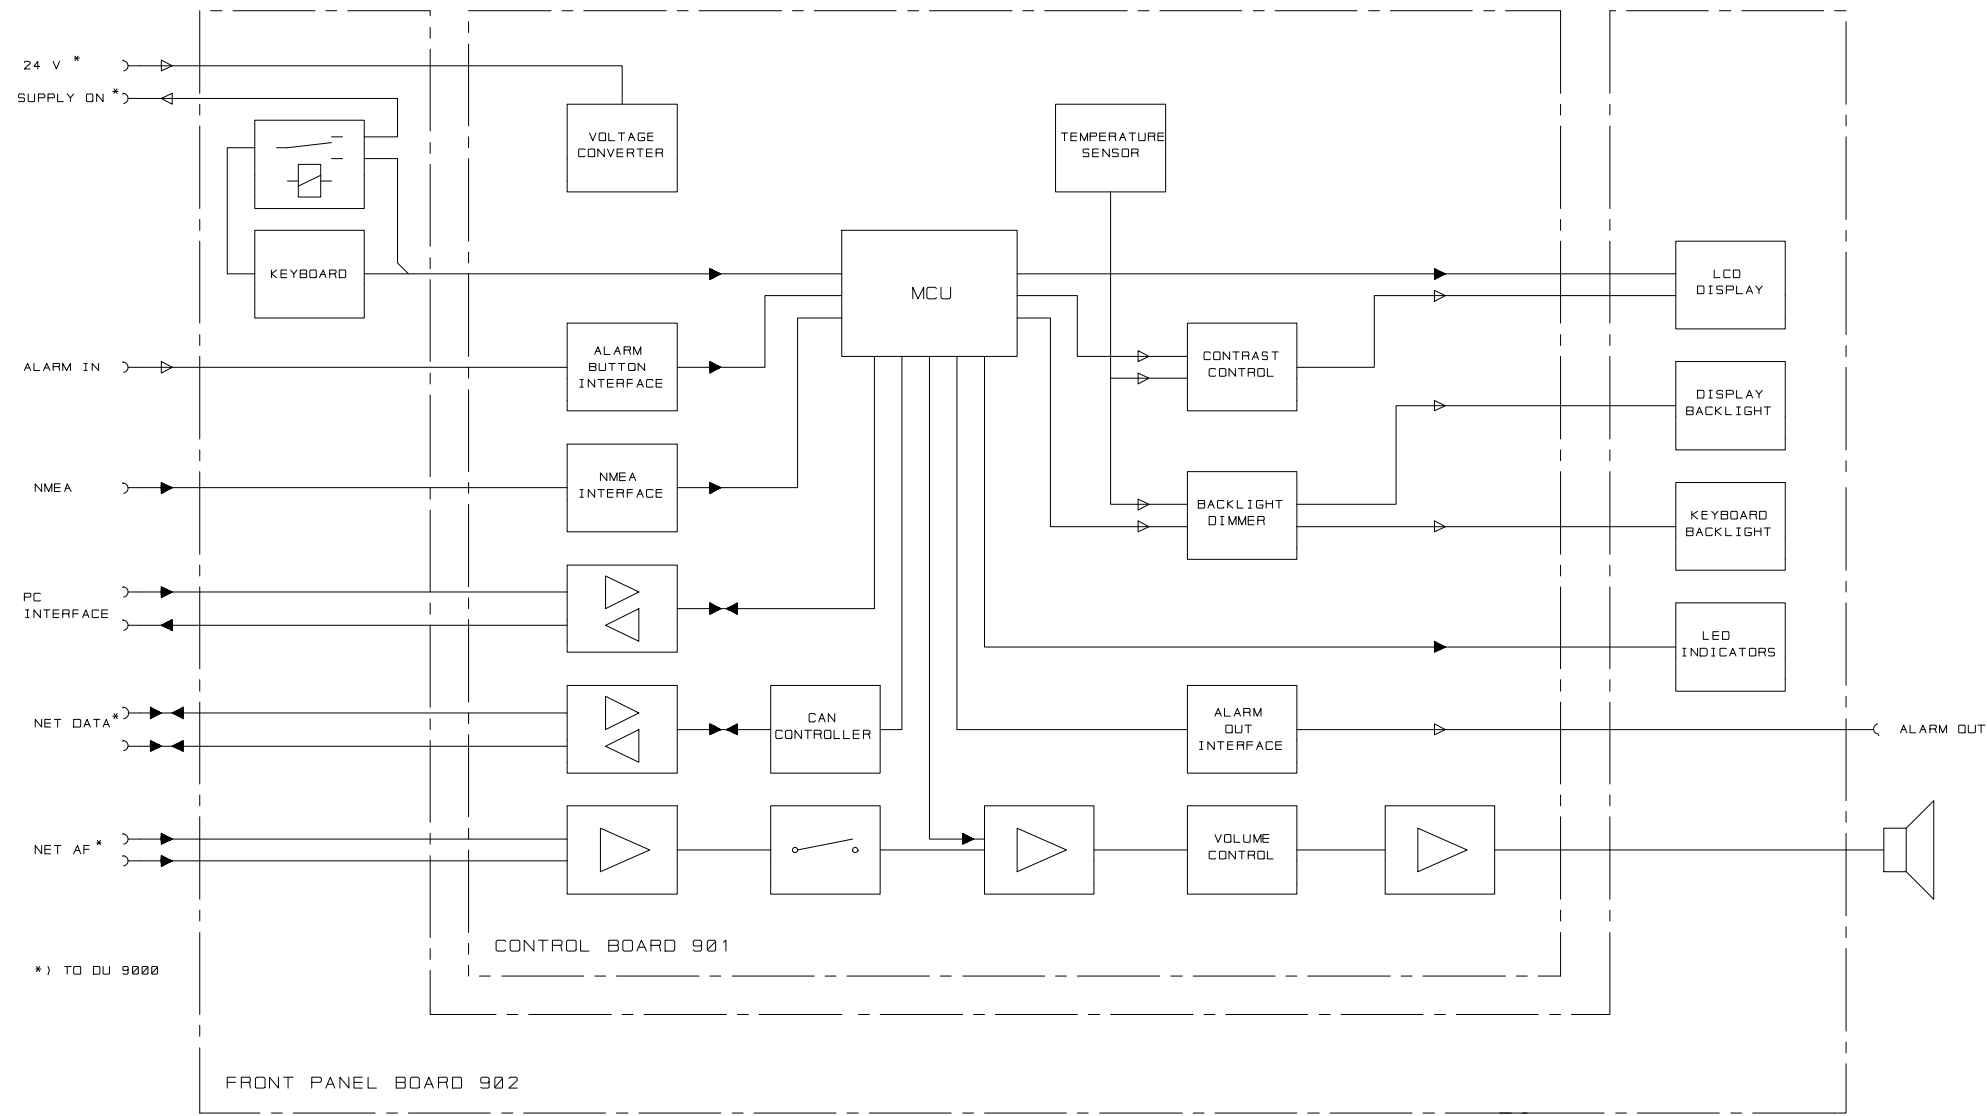 24 V *
SUPPLY ON *
VOLTAGE
CONVERTER
TEMPERATURE
SENSOR
KEYBOARD
MCU
LCD
DISPLAY
ALARM IN
ALARM
BUTTON
INTERFACE
CONTRAST
CONTROL
DISPLAY
BACKLIGHT
NMEA
NMEA
INTERFACE
BACKLIGHT
DIMMER
KEYBOARD
BACKLIGHT
PC
INTERFACE
LED
INDICATORS
NET DATA*
CAN
CONTROLLER
ALARM
OUT
INTERFACE
ALARM OUT
NET AF*
VOLUME
CONTROL
CONTROL BOARD 901
*) TO DU 9000
FRONT PANEL BOARD 902